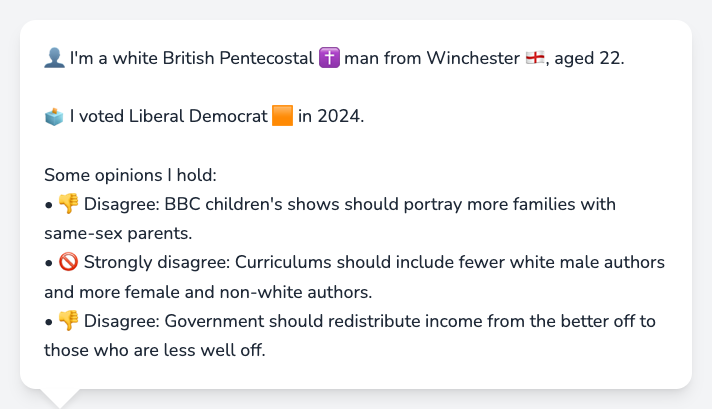 👤 I'm a white British Pentecostal ✝️ man from Winchester 🏴󠁧󠁢󠁥󠁮󠁧󠁿, aged 22.
🗳️ I voted Liberal Democrat 🟧 in 2024.
Some opinions I hold:
• 👎 Disagree: BBC children's shows should portray more families with
same-sex parents.
• 🚫 Strongly disagree: Curriculums should include fewer white male authors
and more female and non-white authors.
• 👎 Disagree: Government should redistribute income from the better off to
those who are less well off.